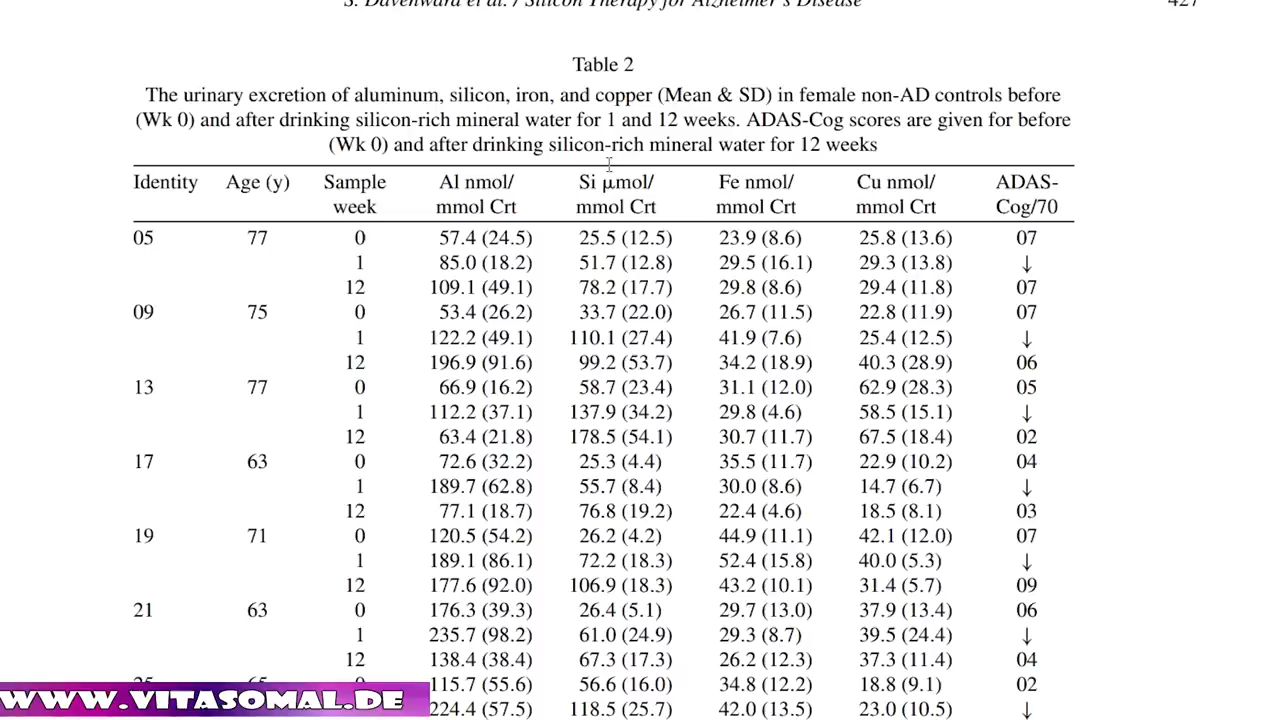 S. Davenward et al. / Silicon Therapy for Alzheimer's Disease 427
Table 2
The urinary excretion of aluminum, silicon, iron, and copper (Mean & SD) in female non-AD controls before
(Wk 0) and after drinking silicon-rich mineral water for 1 and 12 weeks. ADAS-Cog scores are given for before
(Wk 0) and after drinking silicon-rich mineral water for 12 weeks
Identity Age (y) Sample Al nmol/ Si μmol/ Fe nmol/ Cu nmol/ ADAS-
week mmol Crt mmol Crt mmol Crt mmol Crt Cog/70
05 77 0 57.4 (24.5) 25.5 (12.5) 23.9 (8.6) 25.8 (13.6) 07
1 85.0 (18.2) 51.7 (12.8) 29.5 (16.1) 29.3 (13.8) ↓
12 109.1 (49.1) 78.2 (17.7) 29.8 (8.6) 29.4 (11.8) 07
09 75 0 53.4 (26.2) 33.7 (22.0) 26.7 (11.5) 22.8 (11.9) 07
1 122.2 (49.1) 110.1 (27.4) 41.9 (7.6) 25.4 (12.5) ↓
12 196.9 (91.6) 99.2 (53.7) 34.2 (18.9) 40.3 (28.9) 06
13 77 0 66.9 (16.2) 58.7 (23.4) 31.1 (12.0) 62.9 (28.3) 05
1 112.2 (37.1) 137.9 (34.2) 29.8 (4.6) 58.5 (15.1) ↓
12 63.4 (21.8) 178.5 (54.1) 30.7 (11.7) 67.5 (18.4) 02
17 63 0 72.6 (32.2) 25.3 (4.4) 35.5 (11.7) 22.9 (10.2) 04
1 189.7 (62.8) 55.7 (8.4) 30.0 (8.6) 14.7 (6.7) ↓
12 77.1 (18.7) 76.8 (19.2) 22.4 (4.6) 18.5 (8.1) 03
19 71 0 120.5 (54.2) 26.2 (4.2) 44.9 (11.1) 42.1 (12.0) 07
1 189.1 (86.1) 72.2 (18.3) 52.4 (15.8) 40.0 (5.3) ↓
12 177.6 (92.0) 106.9 (18.3) 43.2 (10.1) 31.4 (5.7) 09
21 63 0 176.3 (39.3) 26.4 (5.1) 29.7 (13.0) 37.9 (13.4) 06
1 235.7 (98.2) 61.0 (24.9) 29.3 (8.7) 39.5 (24.4) ↓
12 138.4 (38.4) 67.3 (17.3) 26.2 (12.3) 37.3 (11.4) 04
115.7 (55.6) 56.6 (16.0) 34.8 (12.2) 18.8 (9.1) 02
224.4 (57.5) 118.5 (25.7) 42.0 (13.5) 23.0 (10.5) ↓
WWW.VITASOMAL.DE